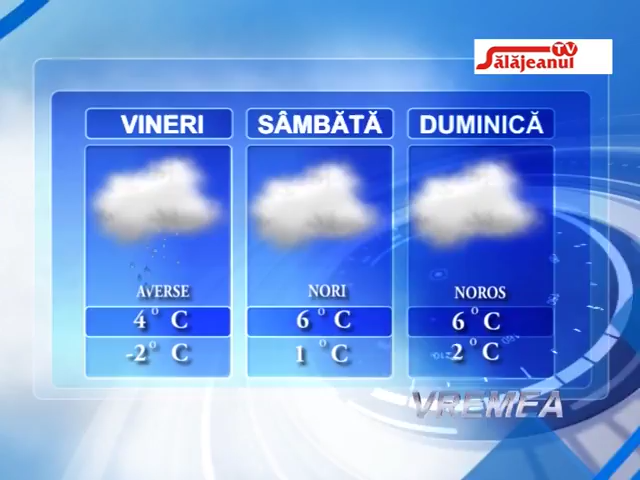 Sălăjeanul TV
VINERI SÂMBĂTĂ DUMINICĂ
AVERSE NORI NOROS
4° C 6° C 6° C
-2° C 1° C 2° C
VREMEA